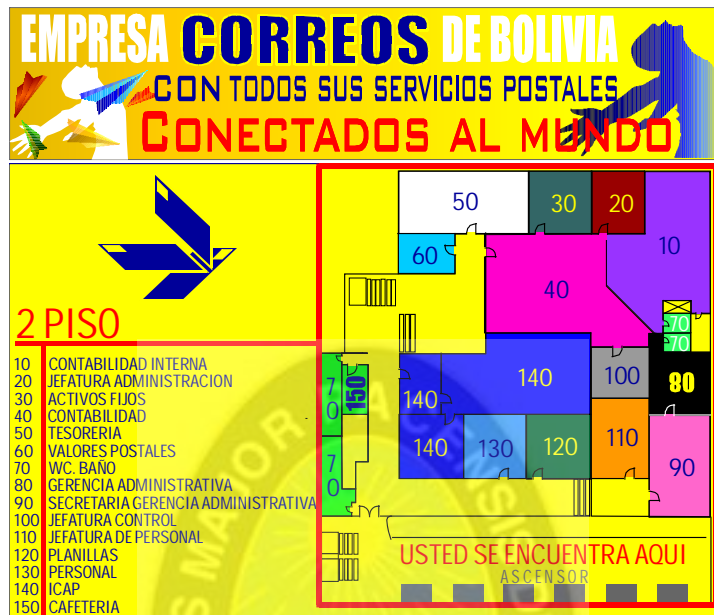 EMPRESA CORREOS DE BOLIVIA
CON TODOS SUS SERVICIOS POSTALES
CONECTADOS AL MUNDO
2 PISO
10 CONTABILIDAD INTERNA
20 JEFATURA ADMINISTRACION
30 ACTIVOS FIJOS
40 CONTABILIDAD
50 TESORERIA
60 VALORES POSTALES
70 WC. BAÑO
80 GERENCIA ADMINISTRATIVA
90 SECRETARIA GERENCIA ADMINISTRATIVA
100 JEFATURA CONTROL
110 JEFATURA DE PERSONAL
120 PLANILLAS
130 PERSONAL
140 ICAP
150 CAFETERIA
50 30 20
60 10
40
70
70
140 100 80
70 150 140
140 130 120 110
70 90
USTED SE ENCUENTRA AQUI
ASCENSOR